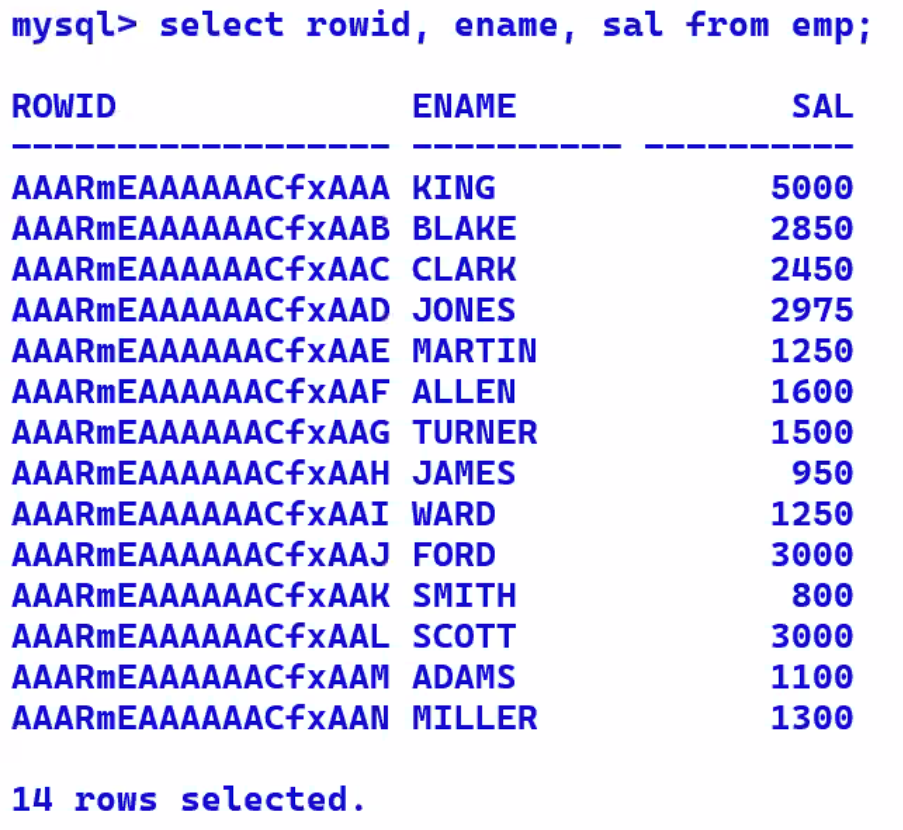 mysql> select rowid, ename, sal from emp;
ROWID              ENAME             SAL
------------------ ---------- ----------
AAARmEAAAAAACfxAAA KING             5000
AAARmEAAAAAACfxAAB BLAKE            2850
AAARmEAAAAAACfxAAC CLARK            2450
AAARmEAAAAAACfxAAD JONES            2975
AAARmEAAAAAACfxAAE MARTIN           1250
AAARmEAAAAAACfxAAF ALLEN            1600
AAARmEAAAAAACfxAAG TURNER           1500
AAARmEAAAAAACfxAAH JAMES             950
AAARmEAAAAAACfxAAI WARD             1250
AAARmEAAAAAACfxAAJ FORD             3000
AAARmEAAAAAACfxAAK SMITH             800
AAARmEAAAAAACfxAAL SCOTT            3000
AAARmEAAAAAACfxAAM ADAMS            1100
AAARmEAAAAAACfxAAN MILLER           1300
14 rows selected.